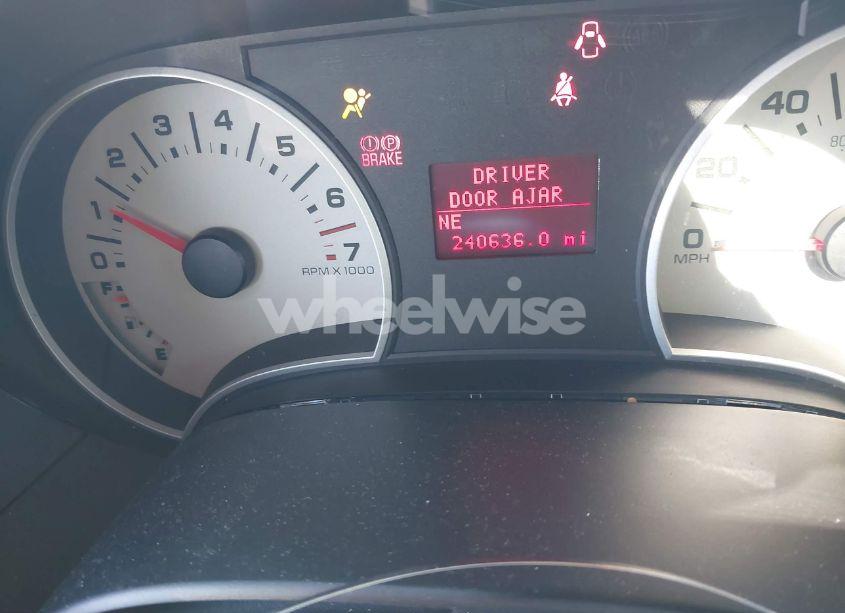 0
1
2
3
4
5
6
7
RPM X 1000
F
E
(!) (P)
BRAKE
DRIVER
DOOR AJAR
NE
240636.0 mi
0
20
40
MPH
wheelwise